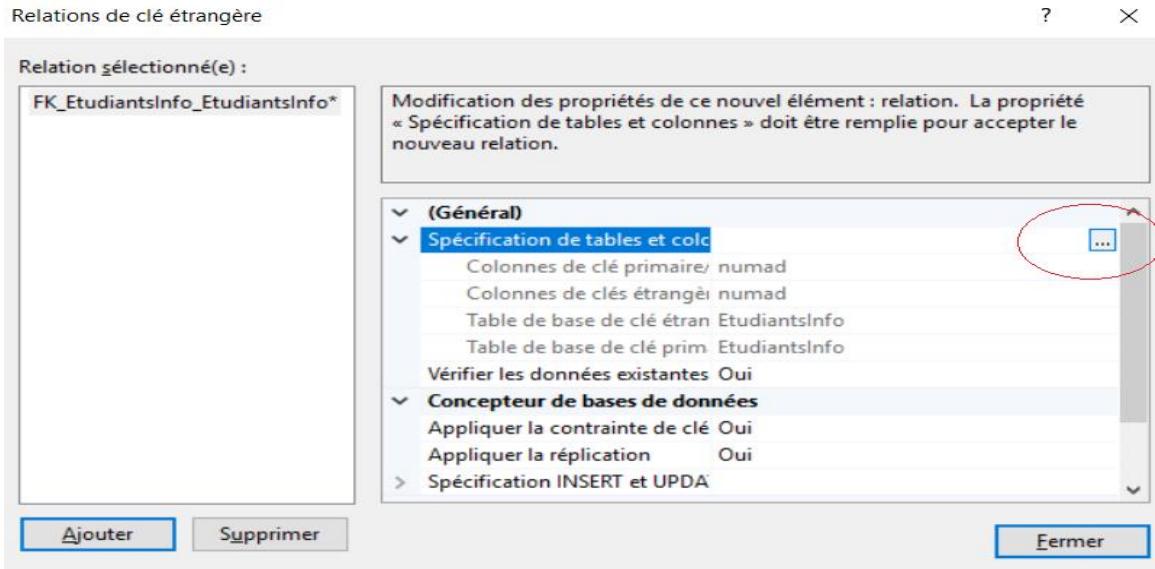 Relations de clé étrangère
?
Relation sélectionné(e) :
FK_EtudiantsInfo_EtudiantsInfo*
Modification des propriétés de ce nouvel élément : relation. La propriété
« Spécification de tables et colonnes » doit être remplie pour accepter le
nouveau relation.
(Général)
Spécification de tables et colc
...
Colonnes de clé primaire/ numad
Colonnes de clés étrangèi numad
Table de base de clé étran EtudiantsInfo
Table de base de clé prim EtudiantsInfo
Vérifier les données existantes Oui
Concepteur de bases de données
Appliquer la contrainte de clé Oui
Appliquer la réplication Oui
Spécification INSERT et UPDA
Ajouter Supprimer
Fermer